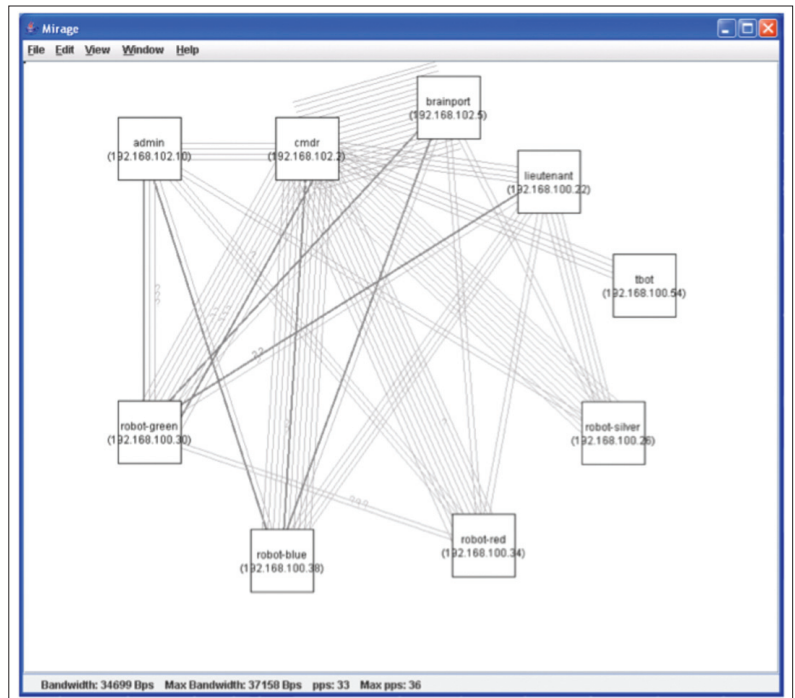 Mirage
File Edit View Window Help
brainport
(192.168.102.5)
admin
(192.168.102.10)
cmdr
(192.168.102.2)
lieutenant
(192.168.100.22)
tbot
(192.168.100.54)
robot-green
(192.168.100.30)
robot-silver
(192.168.100.26)
robot-red
(192.168.100.34)
robot-blue
(192.168.100.38)
Bandwidth: 34699 Bps Max Bandwidth: 37158 Bps pps: 33 Max pps: 36